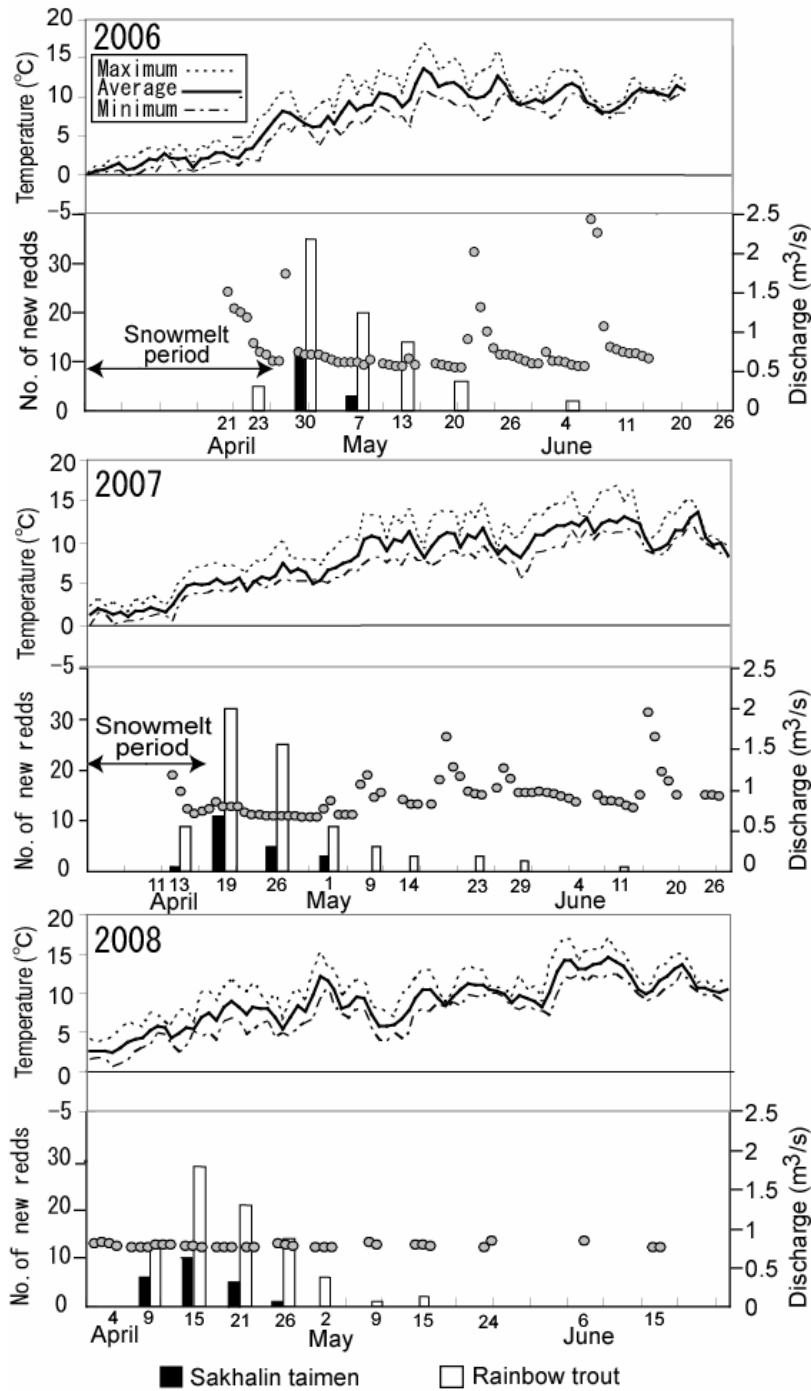 2006
Maximum
Average
Minimum
Temperature (℃)
20
15
10
5
0
−5
No. of new redds
30
20
10
0
Discharge (m³/s)
2.5
2
1.5
1
0.5
0
Snowmelt
period
21 23 30 7 13 20 26 4 11 20 26
April May June
2007
Temperature (℃)
20
15
10
5
0
−5
No. of new redds
30
20
10
0
Discharge (m³/s)
2.5
2
1.5
1
0.5
0
Snowmelt
period
11 13 19 26 1 9 14 23 29 4 11 20 26
April May June
2008
Temperature (℃)
20
15
10
5
0
−5
No. of new redds
30
20
10
0
Discharge (m³/s)
2.5
2
1.5
1
0.5
0
4 9 15 21 26 2 9 15 24 6 15
April May June
Sakhalin taimen Rainbow trout